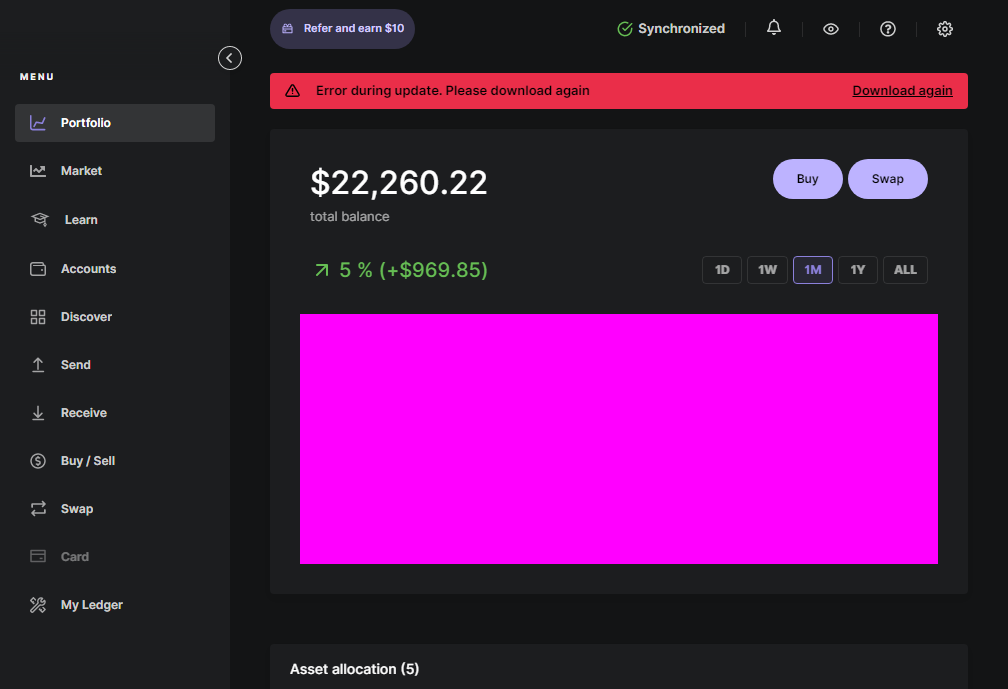 Refer and earn $10
Synchronized
MENU
Error during update. Please download again
Download again
Portfolio
Market
Learn
Accounts
Discover
Send
Receive
Buy / Sell
Swap
Card
My Ledger
$22,260.22
total balance
Buy
Swap
5 % (+$969.85)
1D
1W
1M
1Y
ALL
Asset allocation (5)